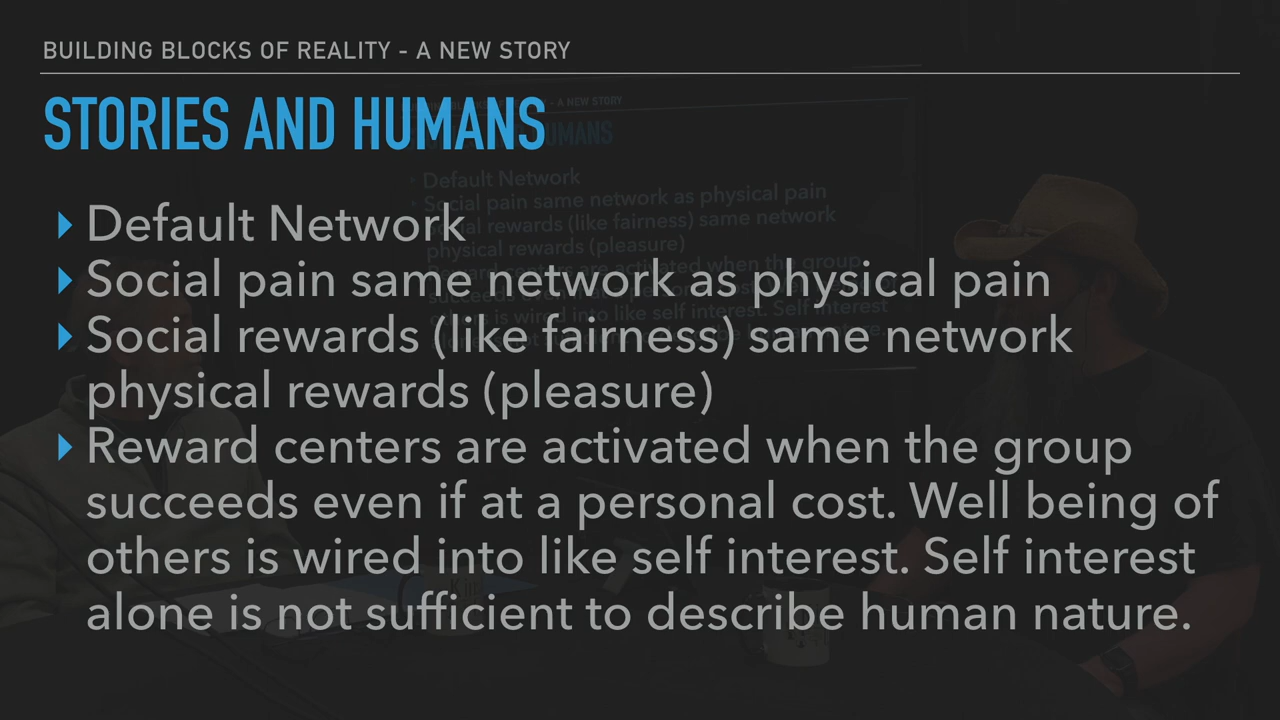 BUILDING BLOCKS OF REALITY - A NEW STORY
STORIES AND HUMANS
Default Network
Social pain same network as physical pain
Social rewards (like fairness) same network
physical rewards (pleasure)
Reward centers are activated when the group
succeeds even if at a personal cost. Well being of
others is wired into like self interest. Self interest
alone is not sufficient to describe human nature.